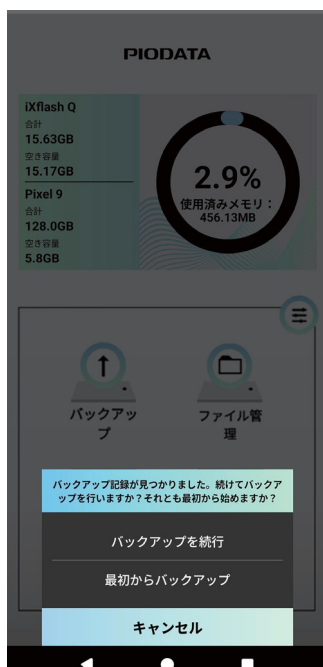 PIODATA
iXflash Q
合計
15.63GB
空き容量
15.17GB
Pixel 9
合計
128.0GB
空き容量
5.8GB
2.9%
使用済みメモリ：
456.13MB
バックアッ
プ
ファイル管
理
バックアップ記録が見つかりました。続けてバックア
ップを行いますか？それとも最初から始めますか？
バックアップを続行
最初からバックアップ
キャンセル